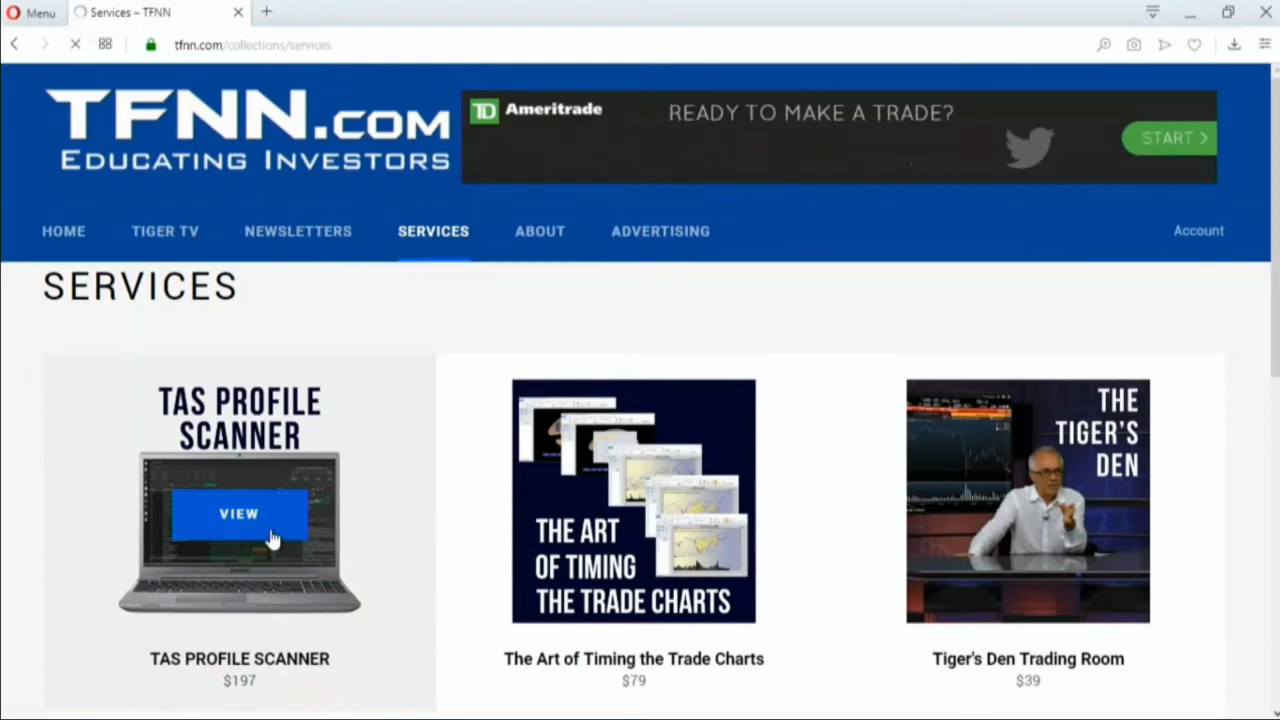 Menu
Services – TFNN
tfnn.com/collections/services
TFNN.COM
EDUCATING INVESTORS
TD Ameritrade
READY TO MAKE A TRADE?
START >
HOME
TIGER TV
NEWSLETTERS
SERVICES
ABOUT
ADVERTISING
Account
SERVICES
TAS PROFILE
SCANNER
VIEW
TAS PROFILE SCANNER
$197
THE ART
OF TIMING
THE TRADE CHARTS
The Art of Timing the Trade Charts
$79
THE
TIGER'S
DEN
Tiger's Den Trading Room
$39